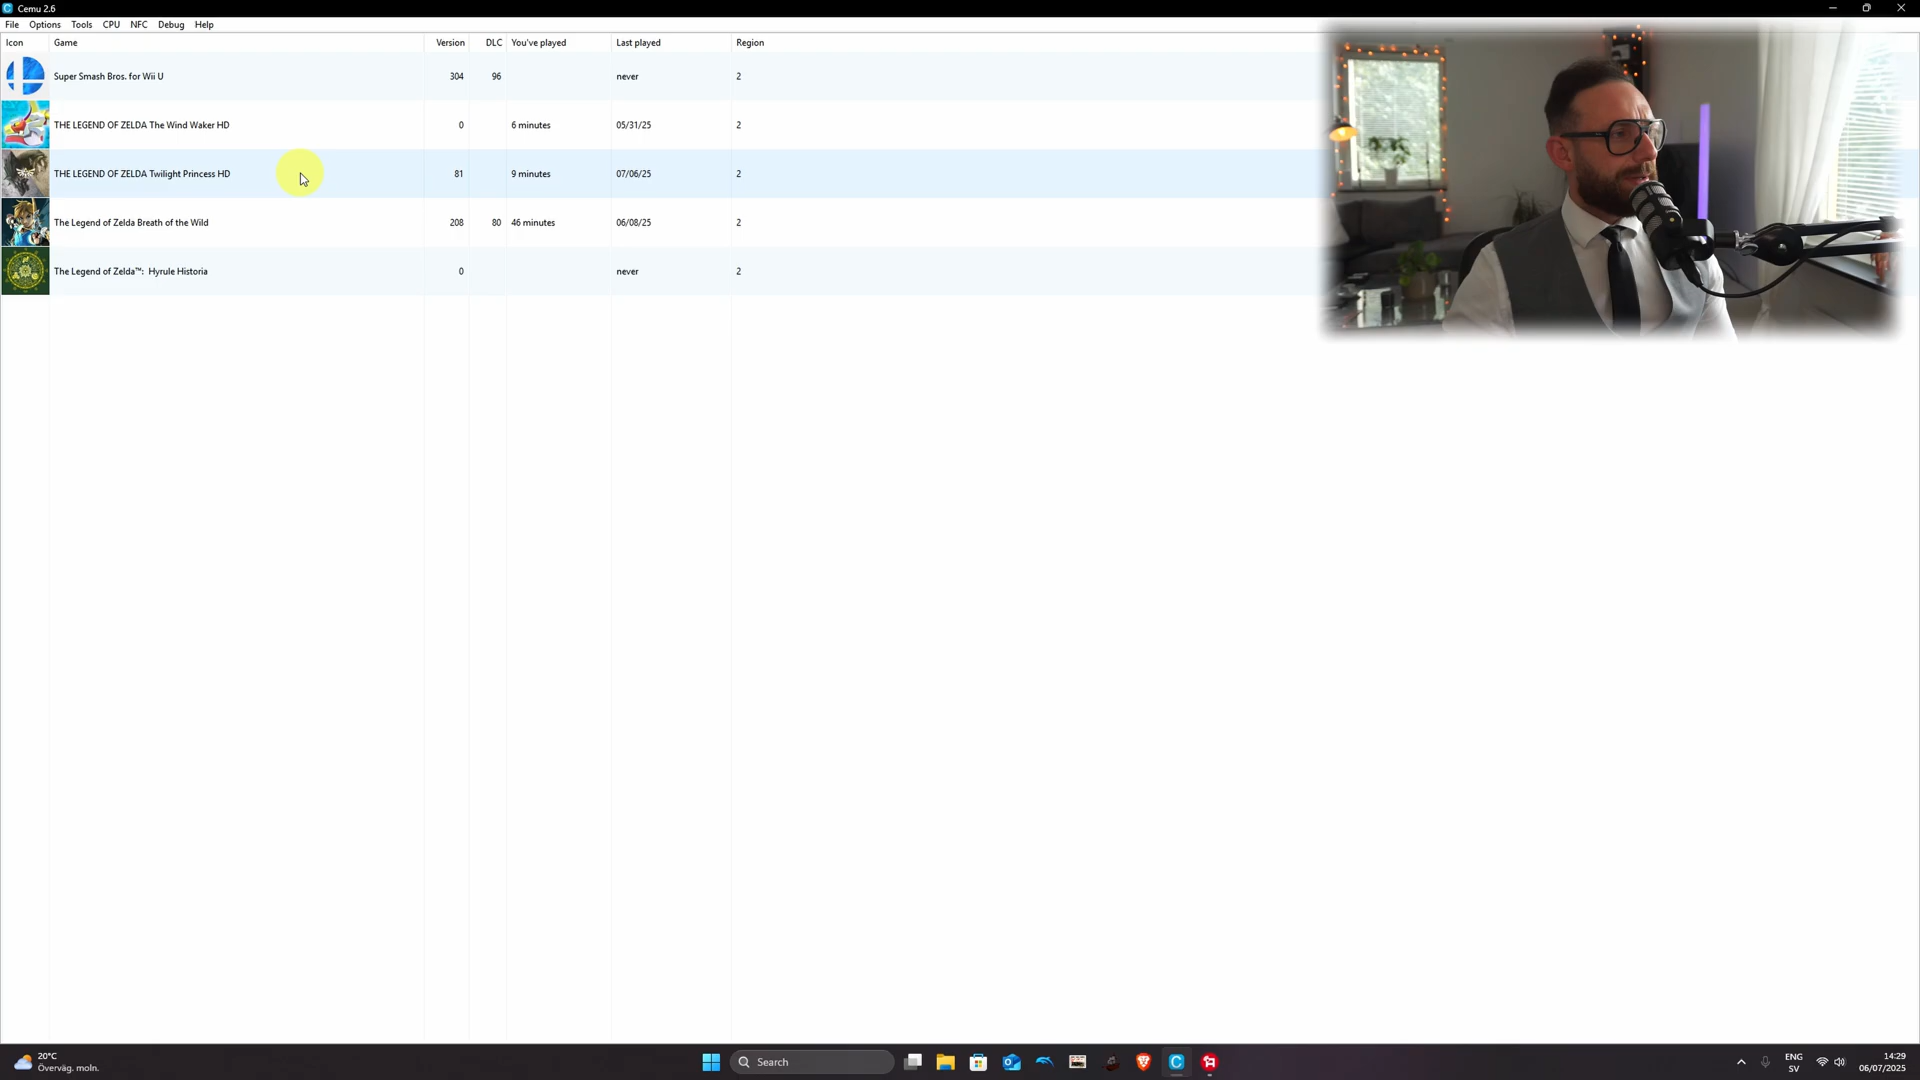 Cemu 2.6
File Options Tools CPU NFC Debug Help
Icon Game Version DLC You've played Last played Region
Super Smash Bros. for Wii U 304 96 never 2
THE LEGEND OF ZELDA The Wind Waker HD 0 6 minutes 05/31/25 2
THE LEGEND OF ZELDA Twilight Princess HD 81 9 minutes 07/06/25 2
The Legend of Zelda Breath of the Wild 208 80 46 minutes 06/08/25 2
The Legend of Zelda™: Hyrule Historia 0 never 2
20°C
Överväg. moln.
Search
ENG
SV
14:29
06/07/2025